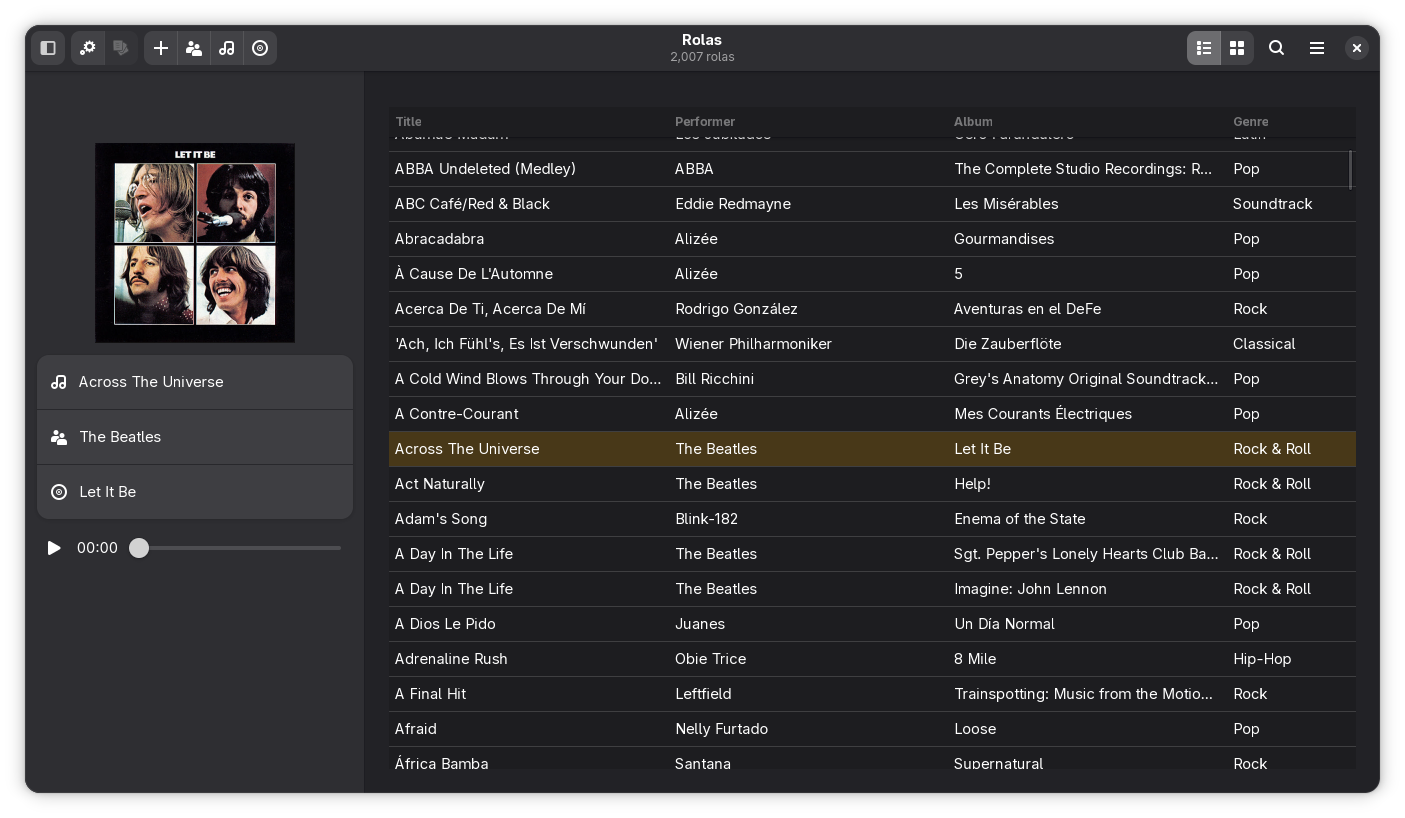 Rolas
2,007 rolas
LET IT BE
Across The Universe
The Beatles
Let It Be
00:00
Title Performer Album Genre
ABBA Undeleted (Medley) ABBA The Complete Studio Recordings: R... Pop
ABC Café/Red & Black Eddie Redmayne Les Misérables Soundtrack
Abracadabra Alizée Gourmandises Pop
À Cause De L'Automne Alizée 5 Pop
Acerca De Ti, Acerca De Mí Rodrigo González Aventuras en el DeFe Rock
'Ach, Ich Fühl's, Es Ist Verschwunden' Wiener Philharmoniker Die Zauberflöte Classical
A Cold Wind Blows Through Your Do... Bill Ricchini Grey's Anatomy Original Soundtrack... Pop
A Contre-Courant Alizée Mes Courants Électriques Pop
Across The Universe The Beatles Let It Be Rock & Roll
Act Naturally The Beatles Help! Rock & Roll
Adam's Song Blink-182 Enema of the State Rock
A Day In The Life The Beatles Sgt. Pepper's Lonely Hearts Club Ba... Rock & Roll
A Day In The Life The Beatles Imagine: John Lennon Rock & Roll
A Dios Le Pido Juanes Un Día Normal Pop
Adrenaline Rush Obie Trice 8 Mile Hip-Hop
A Final Hit Leftfield Trainspotting: Music from the Motio... Rock
Afraid Nelly Furtado Loose Pop
África Bamba Santana Supernatural Rock